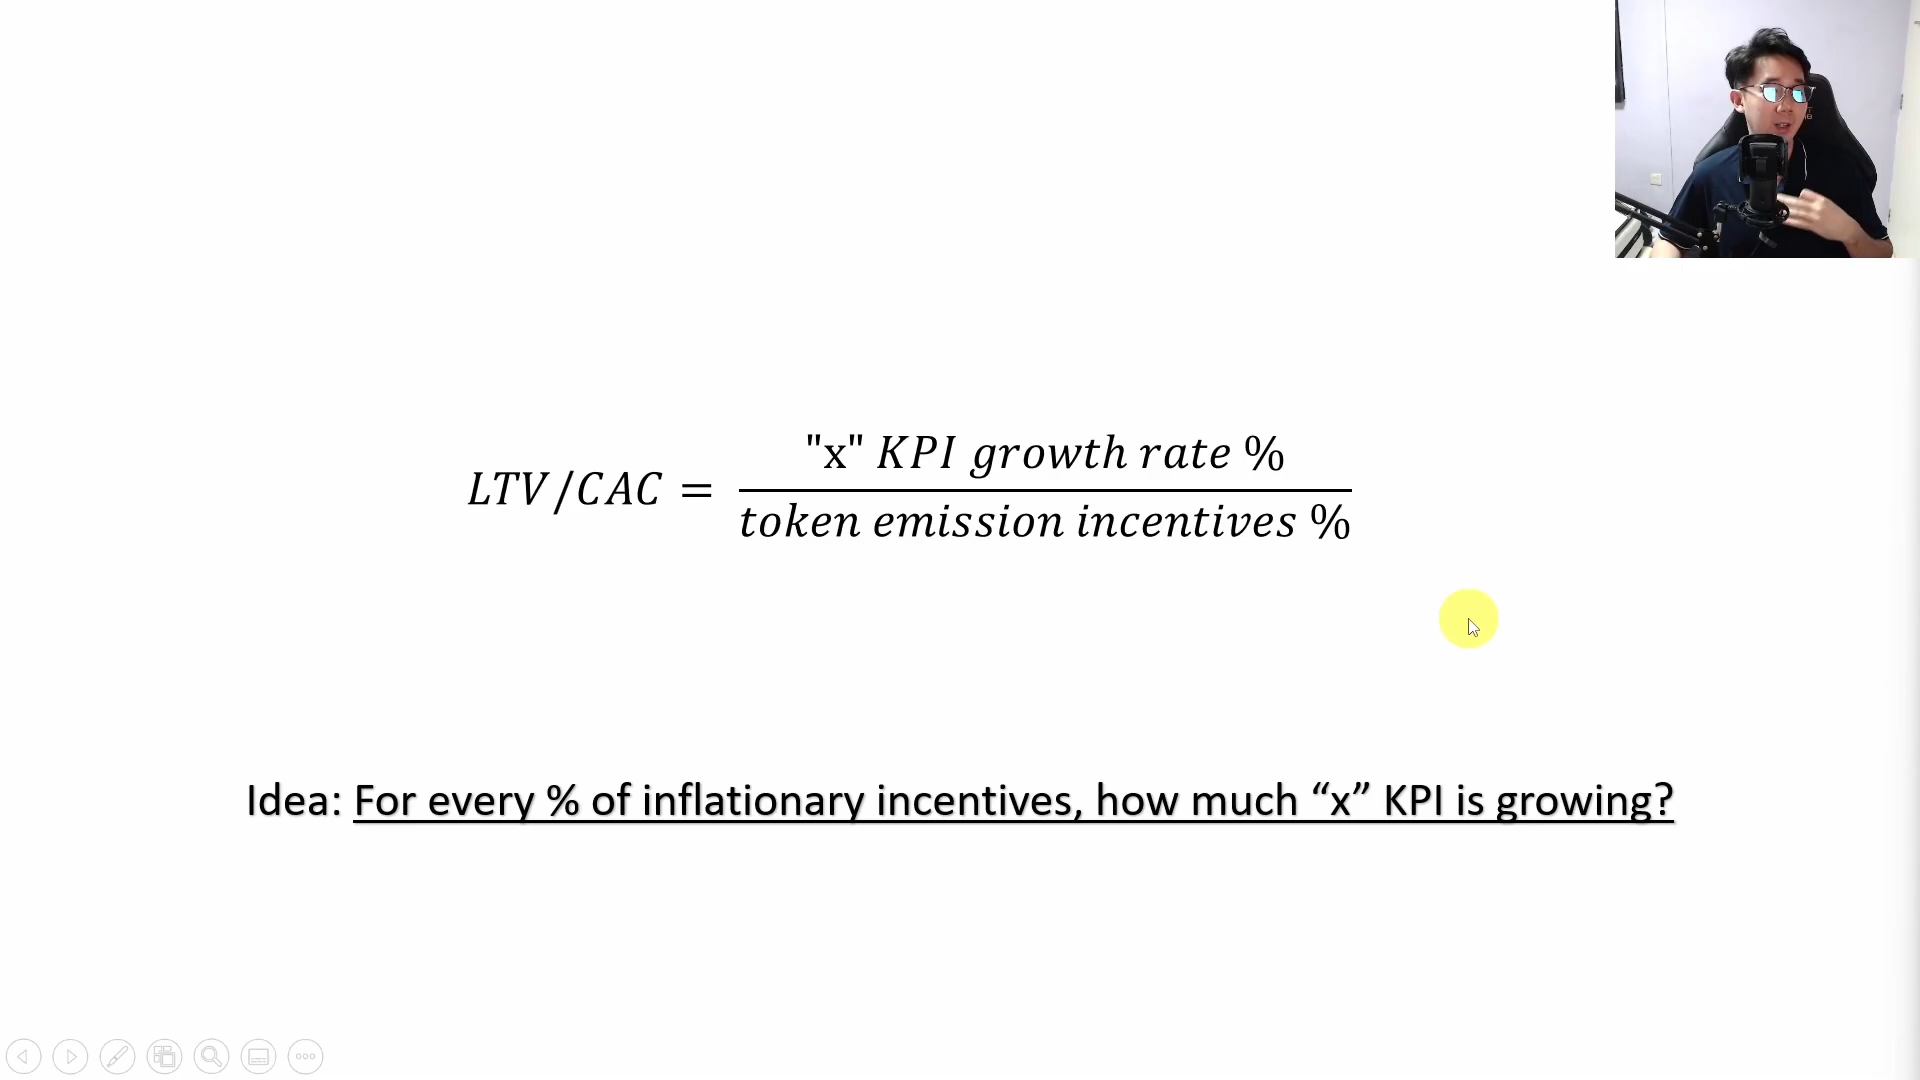 "x" KPI growth rate %
LTV/CAC =
token emission incentives %
Idea: For every % of inflationary incentives, how much “x” KPI is growing?